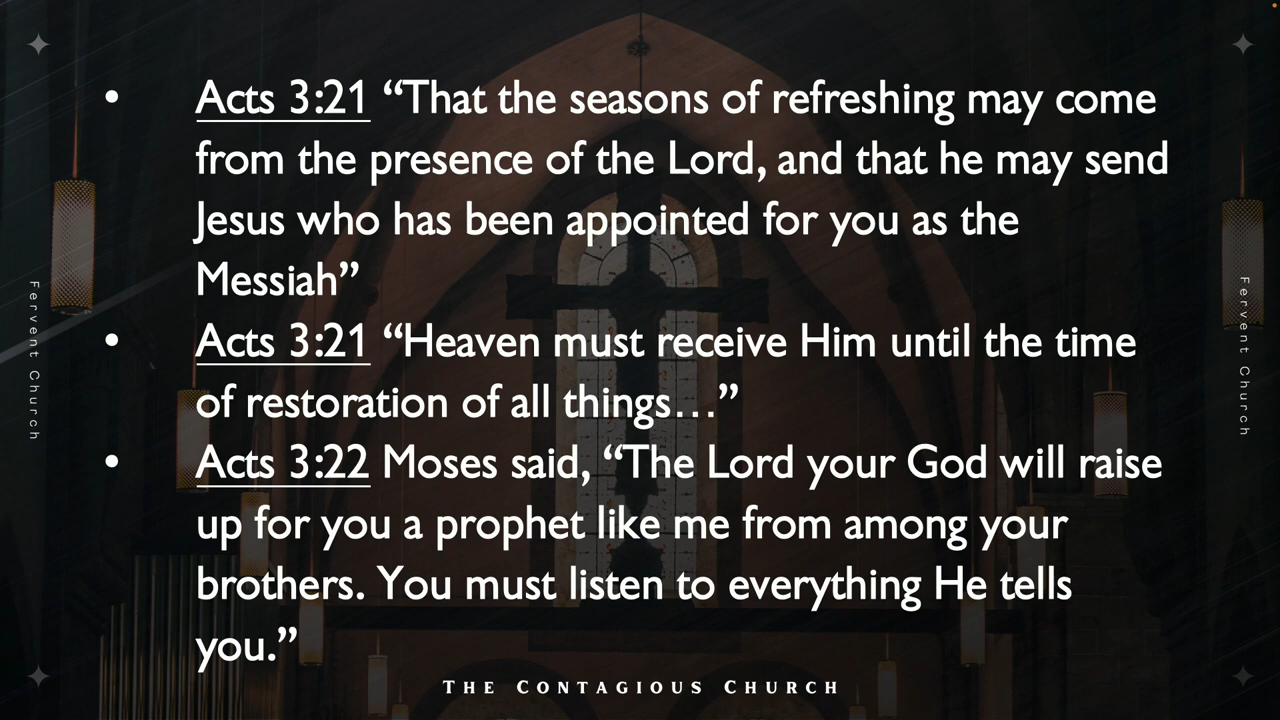 • Acts 3:21 “That the seasons of refreshing may come
from the presence of the Lord, and that he may send
Jesus who has been appointed for you as the
Messiah”
• Acts 3:21 “Heaven must receive Him until the time
of restoration of all things…”
• Acts 3:22 Moses said, “The Lord your God will raise
up for you a prophet like me from among your
brothers. You must listen to everything He tells
you.”
The Contagious Church
Fervent Church
Fervent Church